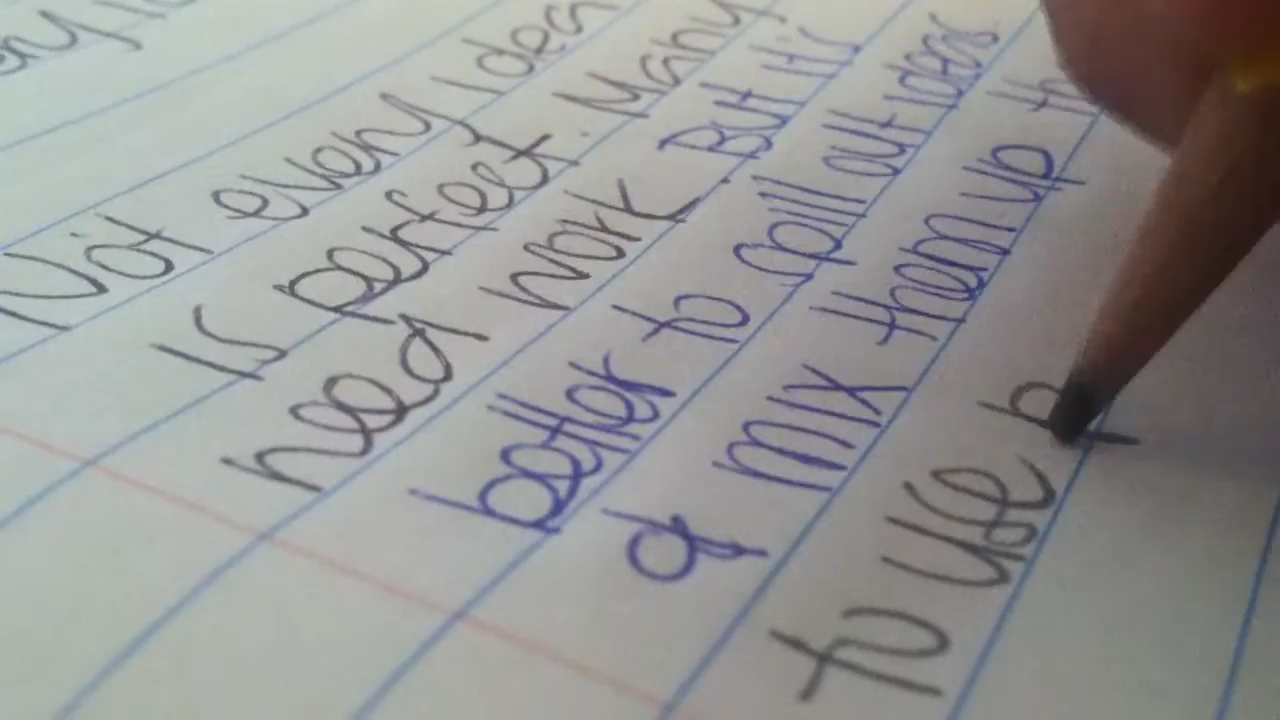 Not every idea
is perfect. Many
need work. But it's
better to spill out ideas
& mix them up
to use